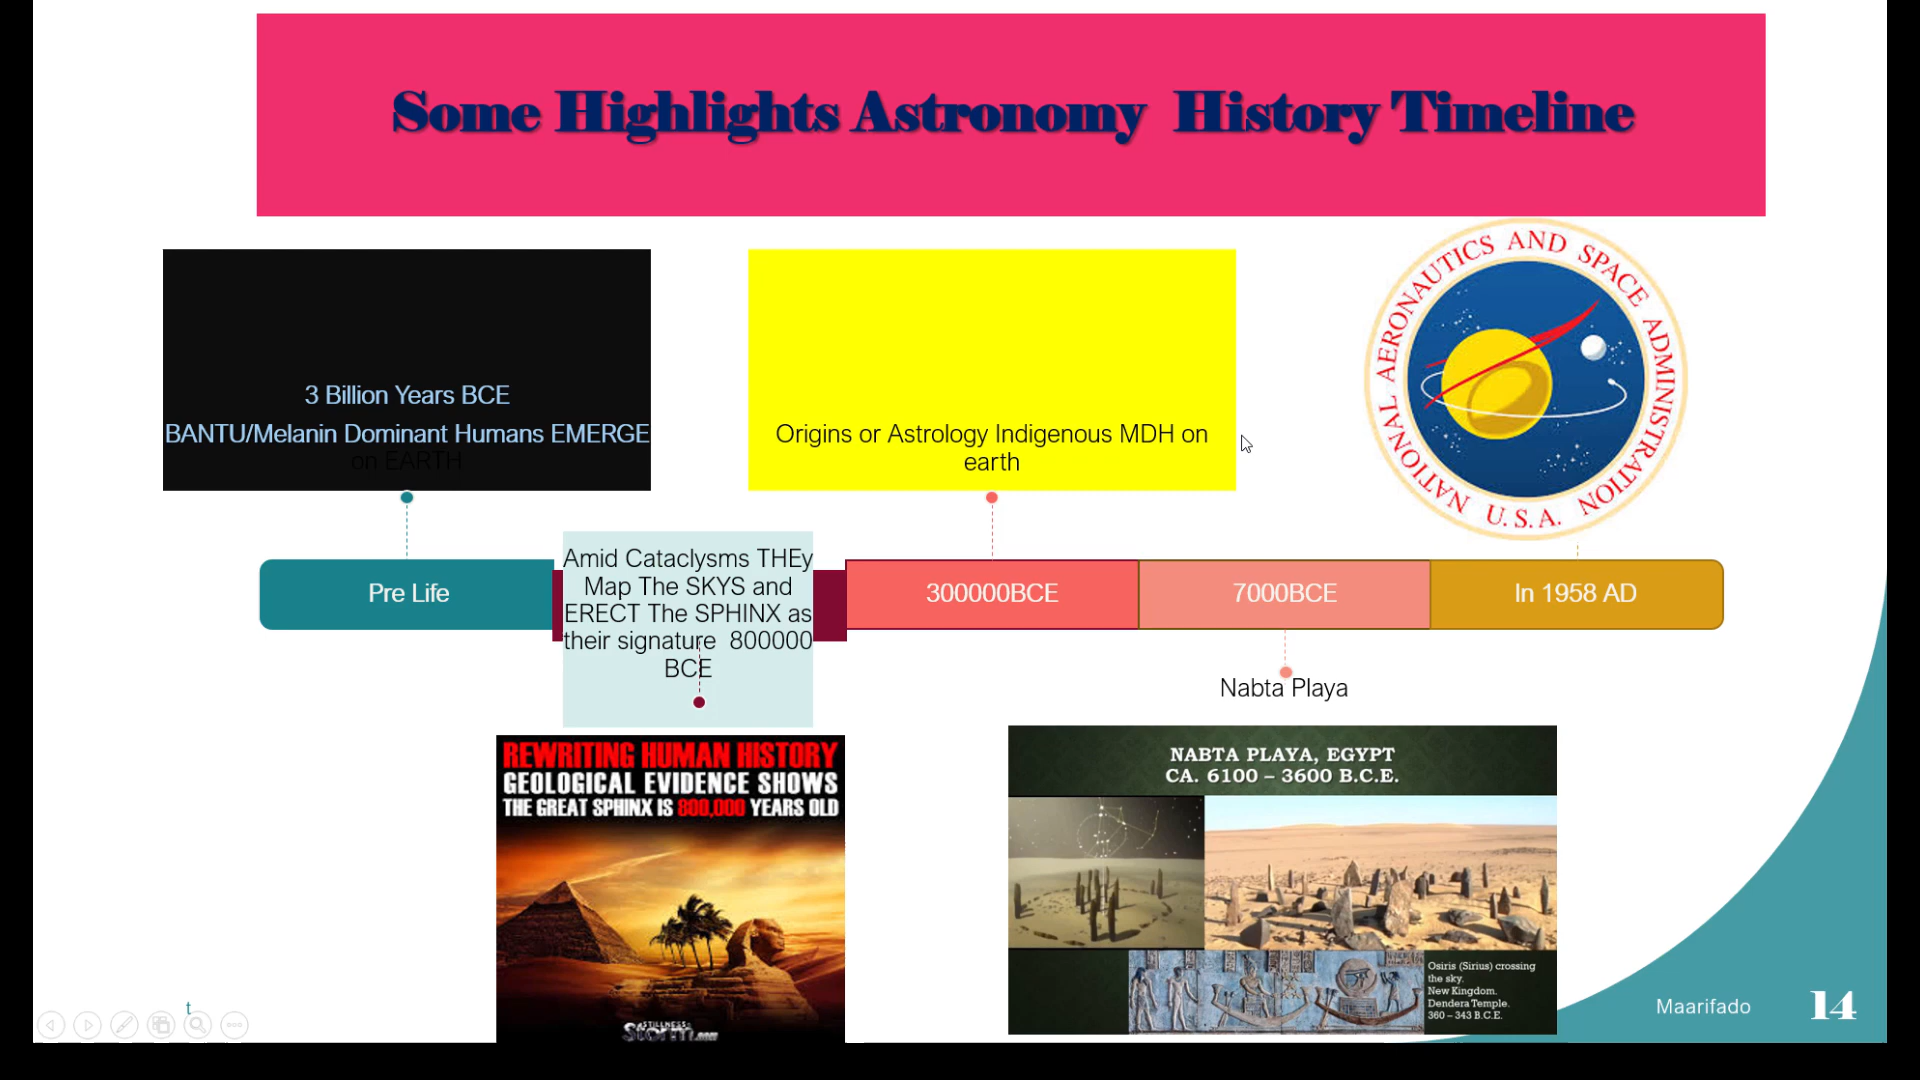 Some Highlights Astronomy History Timeline
NATIONAL AERONAUTICS AND SPACE ADMINISTRATION
U.S.A.
3 Billion Years BCE
BANTU/Melanin Dominant Humans EMERGE
on EARTH
Origins or Astrology Indigenous MDH on
earth
Pre Life
Amid Cataclysms THEy
Map The SKYS and
ERECT The SPHINX as
their signature 800000
BCE
300000BCE
7000BCE
In 1958 AD
Nabta Playa
REWRITING HUMAN HISTORY
GEOLOGICAL EVIDENCE SHOWS
THE GREAT SPHINX IS 800,000 YEARS OLD
STILLNESS
STORM.com
NABTA PLAYA, EGYPT
CA. 6100 – 3600 B.C.E.
Osiris (Sirius) crossing
the sky.
New Kingdom.
Dendera Temple.
360 – 343 B.C.E.
t
Maarifado
14